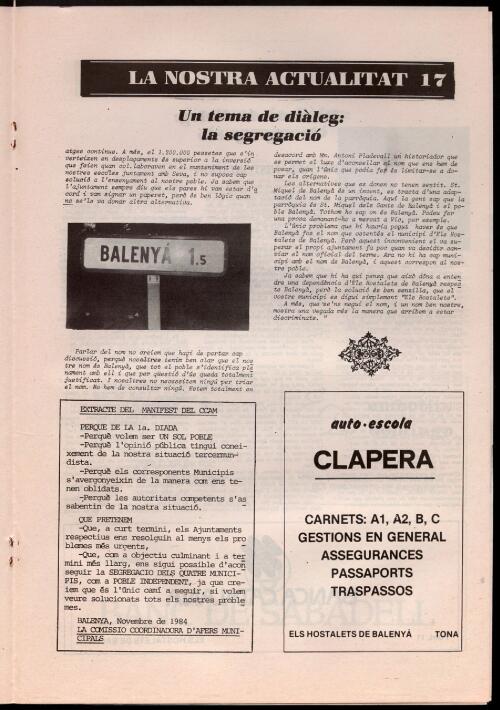 LA NOSTRA ACTUALITAT 17
Un tema de diàleg:
la segregació
atges continus. A més, el 1.500.000 pessetes que s'in
verteixen en desplaçaments és superior a la inversió
que feien quan col.laboraven en el manteniment de les
nostres escoles juntament amb Seva, i no suposa cap
solució a l'ensenyament al nostre poble. Ja sabem que
l'ajuntament sempre diu que els pares hi van estar d'a
cord i van signar un paperet, però és ben lògic quan
no se'ls va donar altra alternativa.
BALENYÀ 1.5
Parlar del nom no creiem que hagi de portar cap
discusió, perquè nosaltres tenim ben clar que el nos
tre nom és Balenyà, que tot el poble s'identifica ple
nament amb ell i que per qüestió d'ús queda totalment
justificat. I nosaltres no necessitem ningú per triar
el nom. No hem de consultar ningú. Estem totalment en
desacord amb Mn. Antoni Pladevall un historiador que
es permet el luxe d'aconsellar el nom que ens hem de
posar, quan l'únic que podia fer és limitar-se a do-
nar els orígens.
Les alternatives que es donen no tenen sentit. St.
Miquel de Balenyà és un invent, es tracta d'una adap-
tació del nom de la parròquia. Aquí la gent sap que la
parròquia és St. Miquel dels Sants de Balenyà i el po-
ble Balenyà. Tothom ho sap on és Balenyà. Podem fer
una prova demanant-ho a mercat a Vic, per exemple.
L'únic problema que hi hauria pogut haver és que
Balenyà fos el nom que ostentés el municipi d'Els Hos-
talets de Balenyà. Però aquest inconvenient el va su-
perar el propi ajuntament fa poc quan va decidir can-
viar el nom oficial del terme. Ara no hi ha cap muni-
cipi amb el nom de Balenyà, i aquest correspon al nos-
tre poble.
Ja sabem que hi ha qui pensa que això dóna a enten
dre una dependència d'Els Hostalets de Balenyà respec
te Balenyà, però la solució és ben senzilla, que el
vostre municipi es digui simplement "Els Hostalets".
A més, que se'ns negui el nom, i un nom ben nostre,
mostra una vegada més la manera que arribem a estar
discriminats. "
EXTRACTE DEL MANIFEST DEL CCAM
PERQUE DE LA 1a. DIADA
-Perquè volem ser UN SOL POBLE
-Perquè l'opinió pública tingui conei-
xement de la nostra situació tercermun-
dista.
-Perquè els corresponents Municipis
s'avergonyeixin de la manera com ens te-
nen oblidats.
-Perquè les autoritats competents s'as
sabentin de la nostra situació.
QUE PRETENEM
-Que, a curt termini, els Ajuntaments
respectius ens resolguin al menys els pro
blemes més urgents,
-Que, com a objectiu culminant i a ter
mini més llarg, ens sigui possible d'acon
seguir la SEGREGACIO DELS QUATRE MUNICI-
PIS, com a POBLE INDEPENDENT, ja que cre-
iem que és l'únic camí a seguir, si volem
veure solucionats tots els nostres proble
mes.
BALENYA, Novembre de 1984
LA COMISSIO COORDINADORA D'AFERS MUNI-
CIPALS
auto-escola
CLAPERA
CARNETS: A1, A2, B, C
GESTIONS EN GENERAL
ASSEGURANCES
PASSAPORTS
TRASPASSOS
ELS HOSTALETS DE BALENYÁ TONA